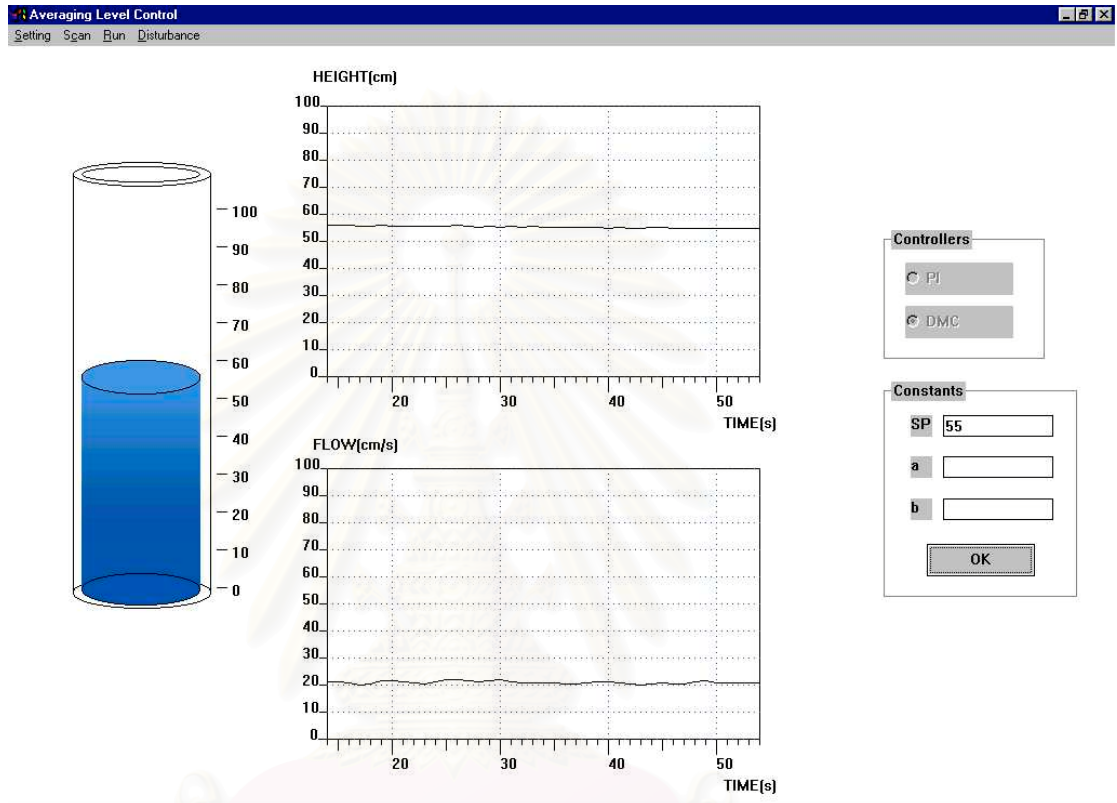 Averaging Level Control
Setting Scan Run Disturbance
HEIGHT(cm)
100
90
80
70
60
50
40
30
20
10
0
20 30 40 50
TIME(s)
100
90
80
70
60
50
40
30
20
10
0
FLOW(cm/s)
100
90
80
70
60
50
40
30
20
10
0
20 30 40 50
TIME(s)
Controllers
PI
DMC
Constants
SP 55
a
b
OK